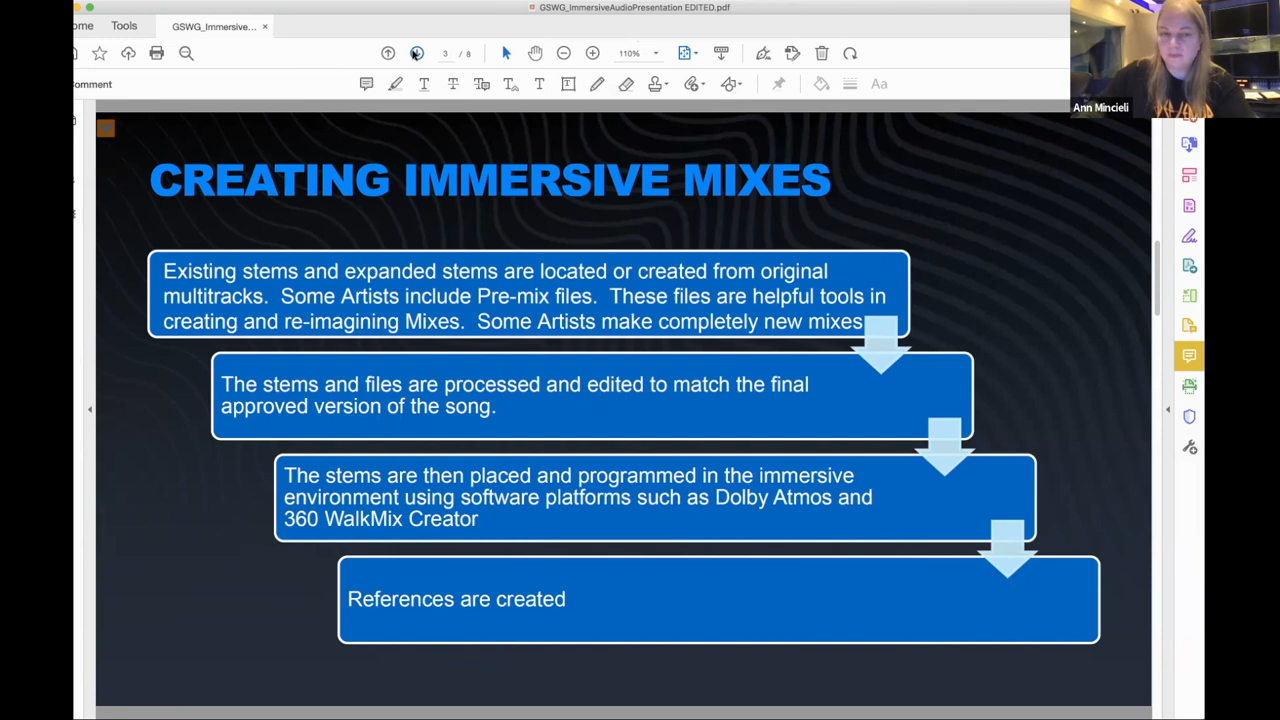 GSWG_ImmersiveAudioPresentation EDITED.pdf
ome
Tools
GSWG_Immersive... ×
3 / 8
110%
omment
Aa
Ann Mincieli
CREATING IMMERSIVE MIXES
Existing stems and expanded stems are located or created from original
multitracks. Some Artists include Pre-mix files. These files are helpful tools in
creating and re-imagining Mixes. Some Artists make completely new mixes
The stems and files are processed and edited to match the final
approved version of the song.
The stems are then placed and programmed in the immersive
environment using software platforms such as Dolby Atmos and
360 WalkMix Creator
References are created